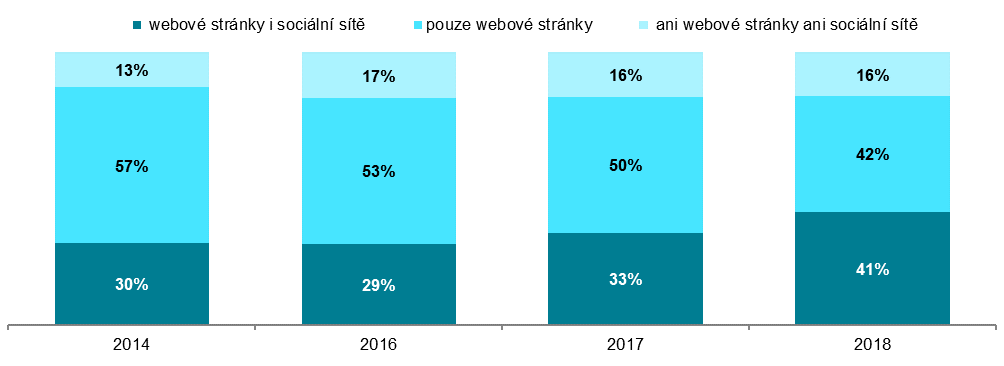 webové stránky i sociální sítě pouze webové stránky ani webové stránky ani sociální sítě
13% 17% 16% 16%
57% 53% 50% 42%
30% 29% 33% 41%
2014 2016 2017 2018